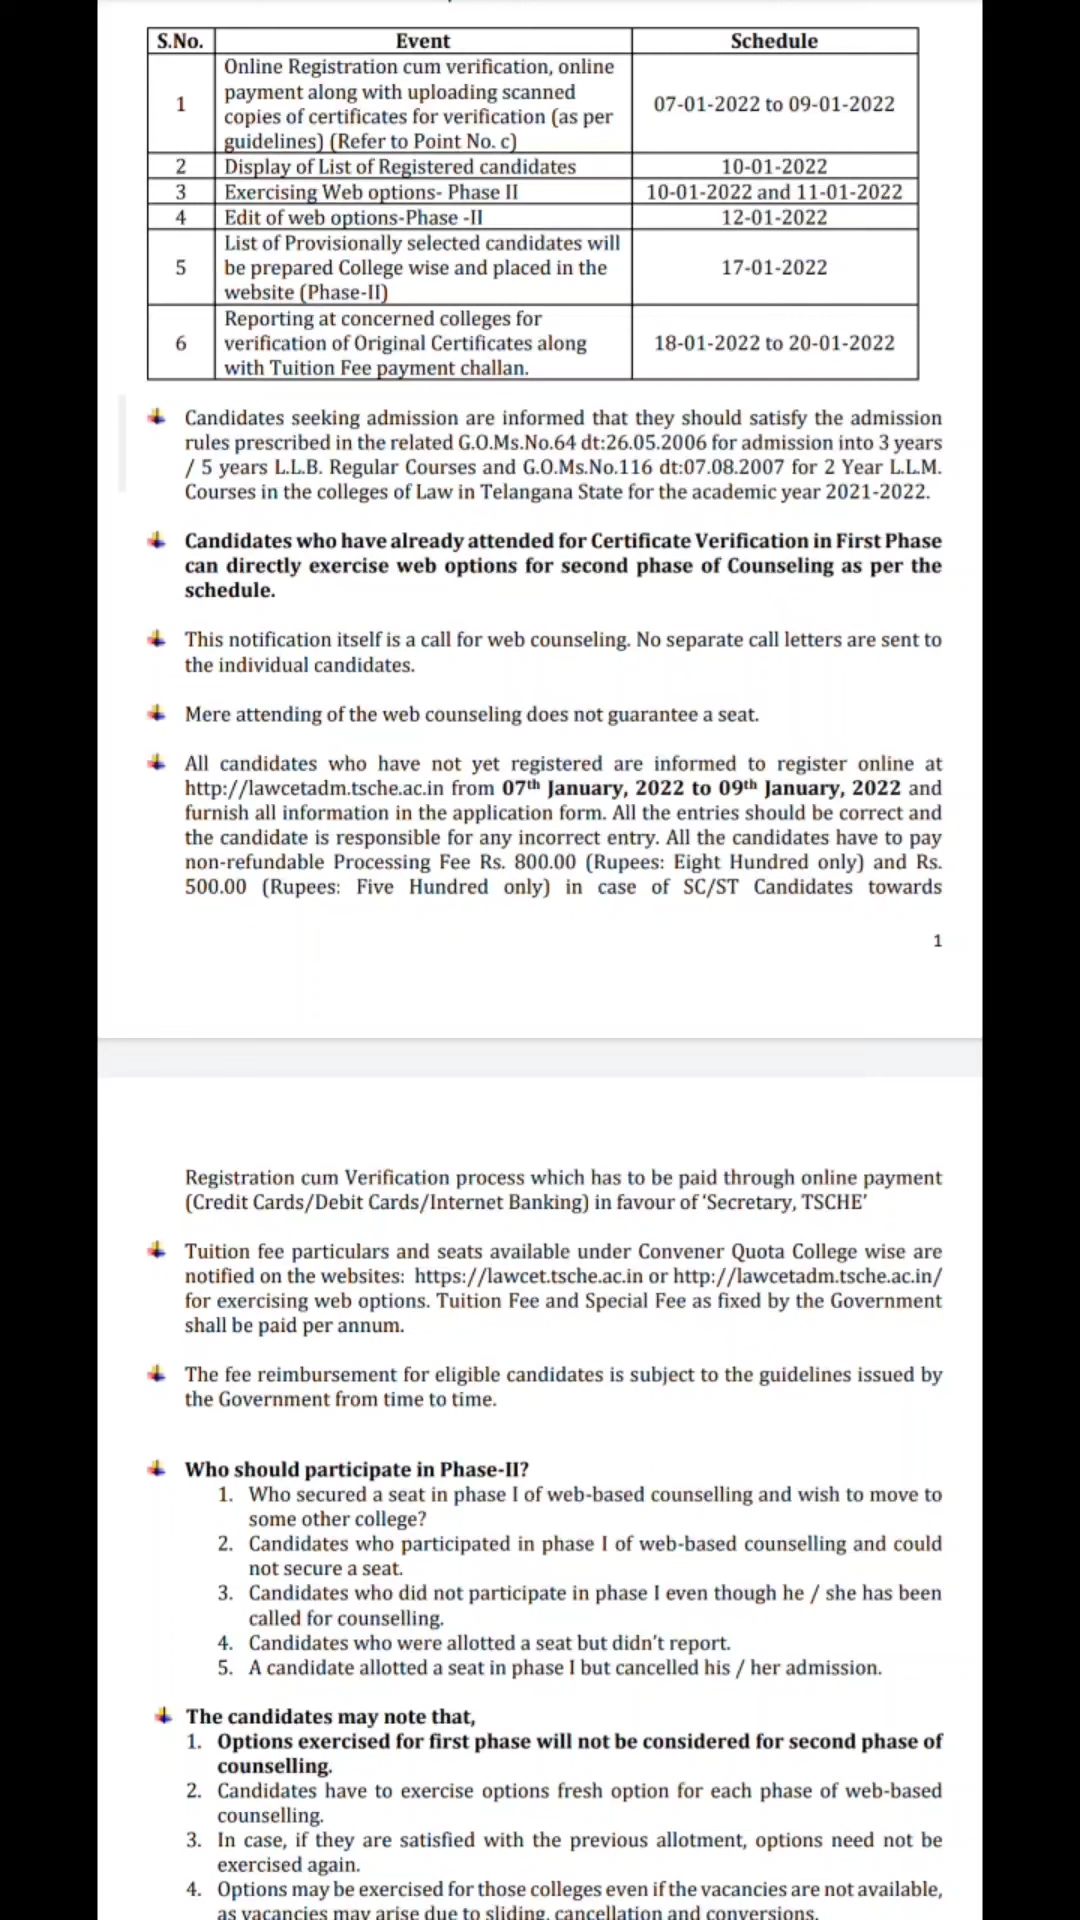 S.No. Event Schedule
1 Online Registration cum verification, online payment along with uploading scanned copies of certificates for verification (as per guidelines) (Refer to Point No. c) 07-01-2022 to 09-01-2022
2 Display of List of Registered candidates 10-01-2022
3 Exercising Web options- Phase II 10-01-2022 and 11-01-2022
4 Edit of web options-Phase -II 12-01-2022
5 List of Provisionally selected candidates will be prepared College wise and placed in the website (Phase-II) 17-01-2022
6 Reporting at concerned colleges for verification of Original Certificates along with Tuition Fee payment challan. 18-01-2022 to 20-01-2022
Candidates seeking admission are informed that they should satisfy the admission
rules prescribed in the related G.O.Ms.No.64 dt:26.05.2006 for admission into 3 years
/ 5 years L.L.B. Regular Courses and G.O.Ms.No.116 dt:07.08.2007 for 2 Year L.L.M.
Courses in the colleges of Law in Telangana State for the academic year 2021-2022.
Candidates who have already attended for Certificate Verification in First Phase
can directly exercise web options for second phase of Counseling as per the
schedule.
This notification itself is a call for web counseling. No separate call letters are sent to
the individual candidates.
Mere attending of the web counseling does not guarantee a seat.
All candidates who have not yet registered are informed to register online at
http://lawcetadm.tsche.ac.in from 07th January, 2022 to 09th January, 2022 and
furnish all information in the application form. All the entries should be correct and
the candidate is responsible for any incorrect entry. All the candidates have to pay
non-refundable Processing Fee Rs. 800.00 (Rupees: Eight Hundred only) and Rs.
500.00 (Rupees: Five Hundred only) in case of SC/ST Candidates towards
1
Registration cum Verification process which has to be paid through online payment
(Credit Cards/Debit Cards/Internet Banking) in favour of ‘Secretary, TSCHE’
Tuition fee particulars and seats available under Convener Quota College wise are
notified on the websites: https://lawcet.tsche.ac.in or http://lawcetadm.tsche.ac.in/
for exercising web options. Tuition Fee and Special Fee as fixed by the Government
shall be paid per annum.
The fee reimbursement for eligible candidates is subject to the guidelines issued by
the Government from time to time.
Who should participate in Phase-II?
1. Who secured a seat in phase I of web-based counselling and wish to move to
some other college?
2. Candidates who participated in phase I of web-based counselling and could
not secure a seat.
3. Candidates who did not participate in phase I even though he / she has been
called for counselling.
4. Candidates who were allotted a seat but didn’t report.
5. A candidate allotted a seat in phase I but cancelled his / her admission.
The candidates may note that,
1. Options exercised for first phase will not be considered for second phase of
counselling.
2. Candidates have to exercise options fresh option for each phase of web-based
counselling.
3. In case, if they are satisfied with the previous allotment, options need not be
exercised again.
4. Options may be exercised for those colleges even if the vacancies are not available,
as vacancies may arise due to sliding, cancellation and conversions.